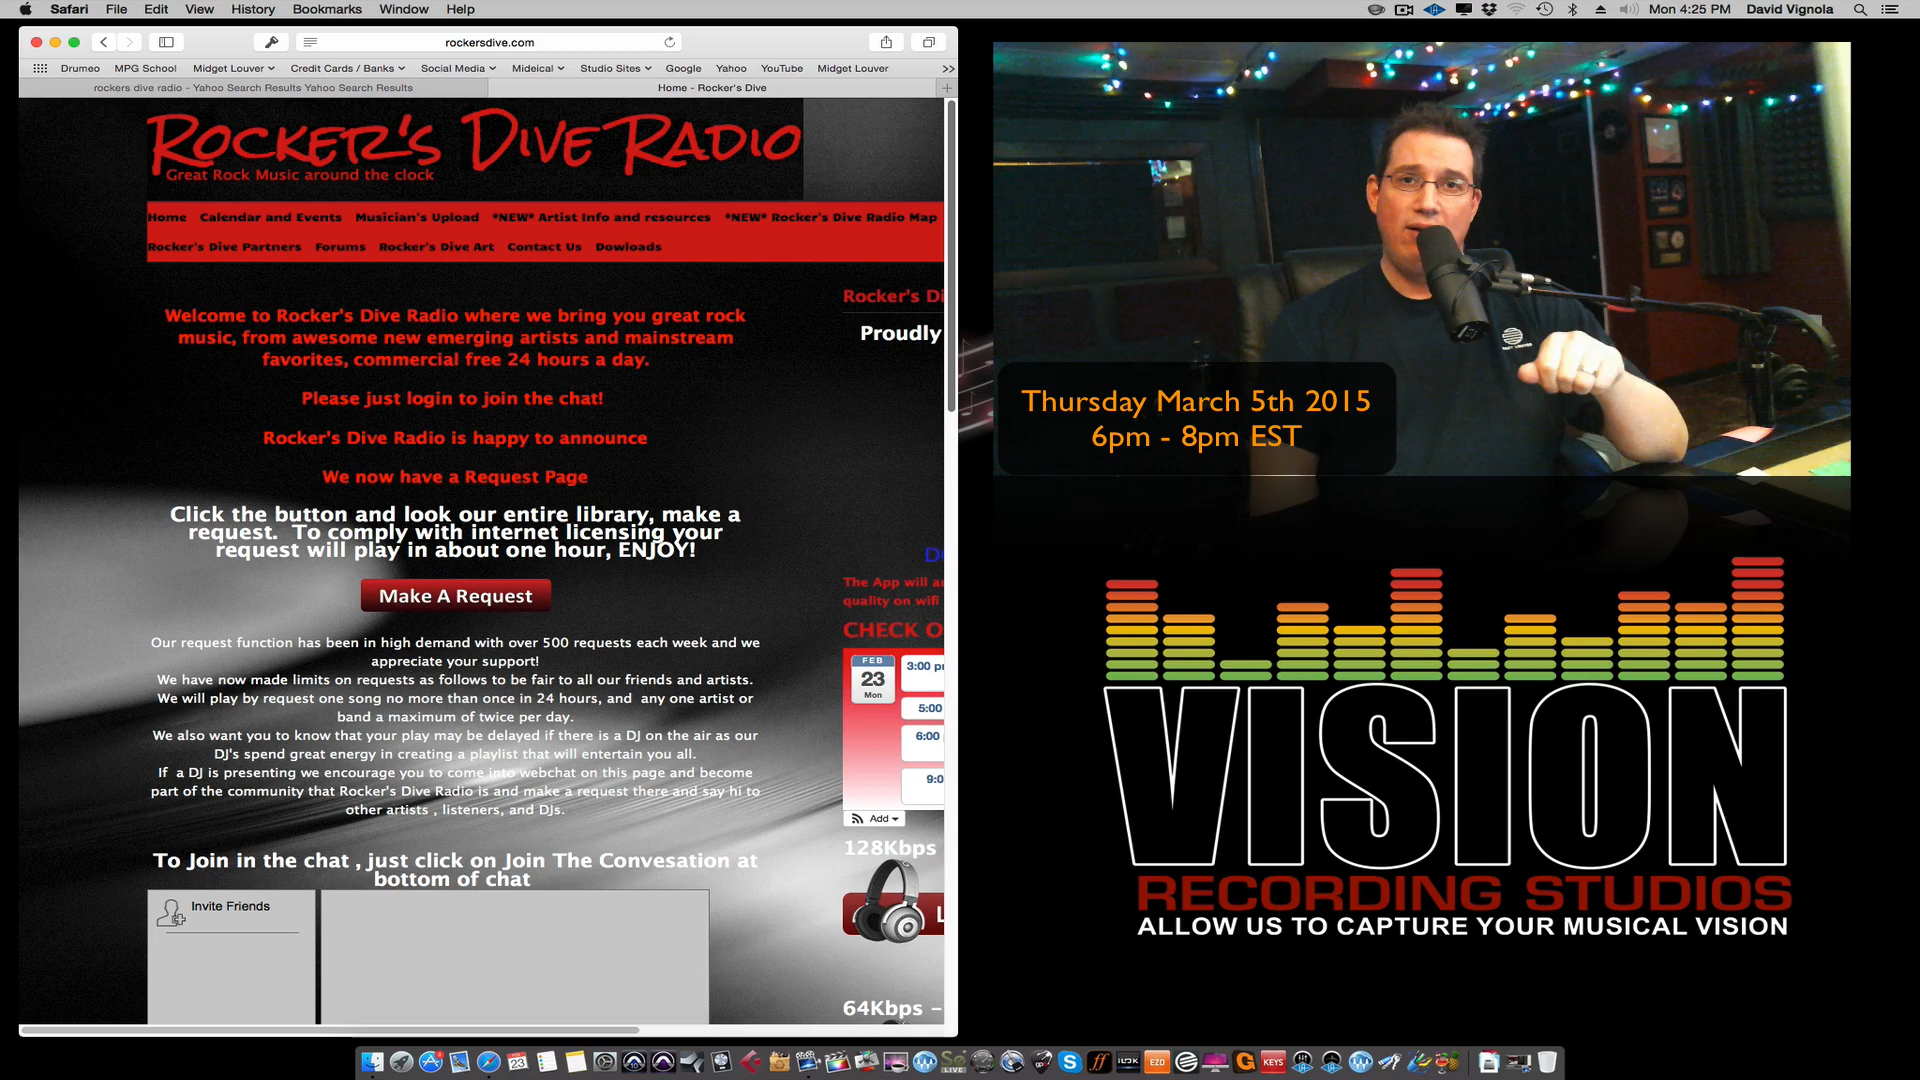 Safari File Edit View History Bookmarks Window Help
Mon 4:25 PM David Vignola
rockersdive.com
Drumeo MPG School Midget Louver Credit Cards / Banks Social Media Mideical Studio Sites Google Yahoo YouTube Midget Louver
rockers dive radio - Yahoo Search Results Yahoo Search Results
Home - Rocker's Dive
Rocker's Dive Radio
Great Rock Music around the clock
Home Calendar and Events Musician's Upload *NEW* Artist Info and resources *NEW* Rocker's Dive Radio Map
Rocker's Dive Partners Forums Rocker's Dive Art Contact Us Dowloads
Welcome to Rocker's Dive Radio where we bring you great rock
music, from awesome new emerging artists and mainstream
favorites, commercial free 24 hours a day.
Please just login to join the chat!
Rocker's Dive Radio is happy to announce
We now have a Request Page
Click the button and look our entire library, make a
request. To comply with internet licensing your
request will play in about one hour, ENJOY!
Make A Request
Our request function has been in high demand with over 500 requests each week and we
appreciate your support!
We have now made limits on requests as follows to be fair to all our friends and artists.
We will play by request one song no more than once in 24 hours, and any one artist or
band a maximum of twice per day.
We also want you to know that your play may be delayed if there is a DJ on the air as our
DJ's spend great energy in creating a playlist that will entertain you all.
If a DJ is presenting we encourage you to come into webchat on this page and become
part of the community that Rocker's Dive Radio is and make a request there and say hi to
other artists , listeners, and DJs.
To Join in the chat , just click on Join The Convesation at
bottom of chat
Invite Friends
Rocker's Di
Proudly
D
The App will a
quality on wifi
CHECK O
FEB
23
Mon
3:00 p
5:00
6:00
9:0
Add
128Kbps
L
64Kbps –
Thursday March 5th 2015
6pm - 8pm EST
VISION
RECORDING STUDIOS
ALLOW US TO CAPTURE YOUR MUSICAL VISION
23
LIVE
EZD
KEYS